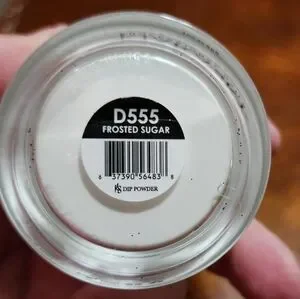 D555
FROSTED SUGAR
8 37390 56483 8
KS DIP POWDER